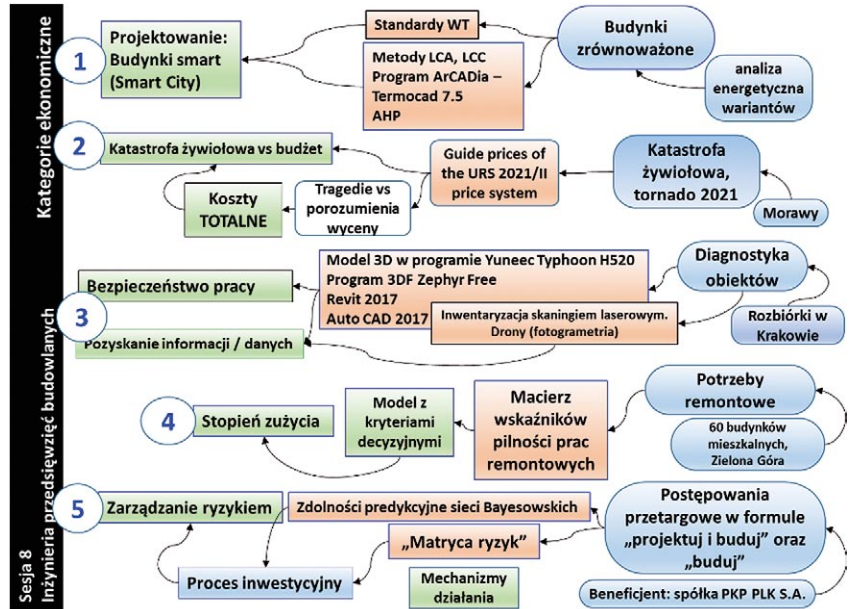 Kategorie ekonomiczne
Sesja 8
Inżynieria przedsięwzięć budowlanych
1
Projektowanie:
Budynki smart
(Smart City)
Standardy WT
Metody LCA, LCC
Program ArCADia –
Termocad 7.5
AHP
Budynki
zrównoważone
analiza
energetyczna
wariantów
2
Katastrofa żywiołowa vs budżet
Koszty
TOTALNE
Tragedie vs
porozumienia
wyceny
Guide prices of
the URS 2021/II
price system
Katastrofa
żywiołowa,
tornado 2021
Morawy
3
Bezpieczeństwo pracy
Pozyskanie informacji / danych
Model 3D w programie Yuneec Typhoon H520
Program 3DF Zephyr Free
Revit 2017
Auto CAD 2017
Inwentaryzacja skaningiem laserowym.
Drony (fotogrametria)
Diagnostyka
obiektów
Rozbiórki w
Krakowie
4
Stopień zużycia
Model z
kryteriami
decyzyjnymi
Macierz
wskaźników
pilności prac
remontowych
Potrzeby
remontowe
60 budynków
mieszkalnych,
Zielona Góra
5
Zarządzanie ryzykiem
Zdolności predykcyjne sieci Bayesowskich
„Matryca ryzyk”
Proces inwestycyjny
Mechanizmy
działania
Postępowania
przetargowe w formule
„projektuj i buduj” oraz
„buduj”
Beneficjent: spółka PKP PLK S.A.